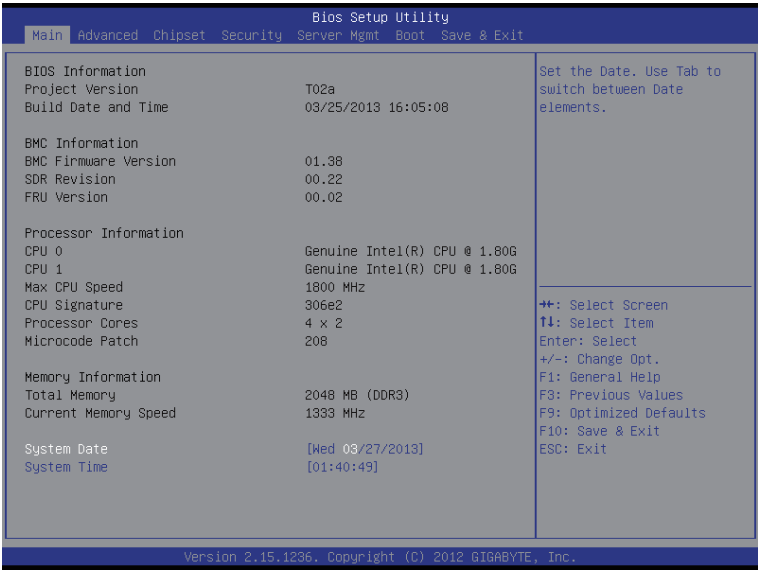 Bios Setup Utility
Main Advanced Chipset Security Server Mgmt Boot Save & Exit
BIOS Information
Project Version T02a
Build Date and Time 03/25/2013 16:05:08
BMC Information
BMC Firmware Version 01.38
SDR Revision 00.22
FRU Version 00.02
Processor Information
CPU 0 Genuine Intel(R) CPU @ 1.80G
CPU 1 Genuine Intel(R) CPU @ 1.80G
Max CPU Speed 1800 MHz
CPU Signature 306e2
Processor Cores 4 x 2
Microcode Patch 208
Memory Information
Total Memory 2048 MB (DDR3)
Current Memory Speed 1333 MHz
System Date [Wed 03/27/2013]
System Time [01:40:49]
Set the Date. Use Tab to
switch between Date
elements.
→←: Select Screen
↑↓: Select Item
Enter: Select
+/-: Change Opt.
F1: General Help
F3: Previous Values
F9: Optimized Defaults
F10: Save & Exit
ESC: Exit
Version 2.15.1236. Copyright (C) 2012 GIGABYTE, Inc.